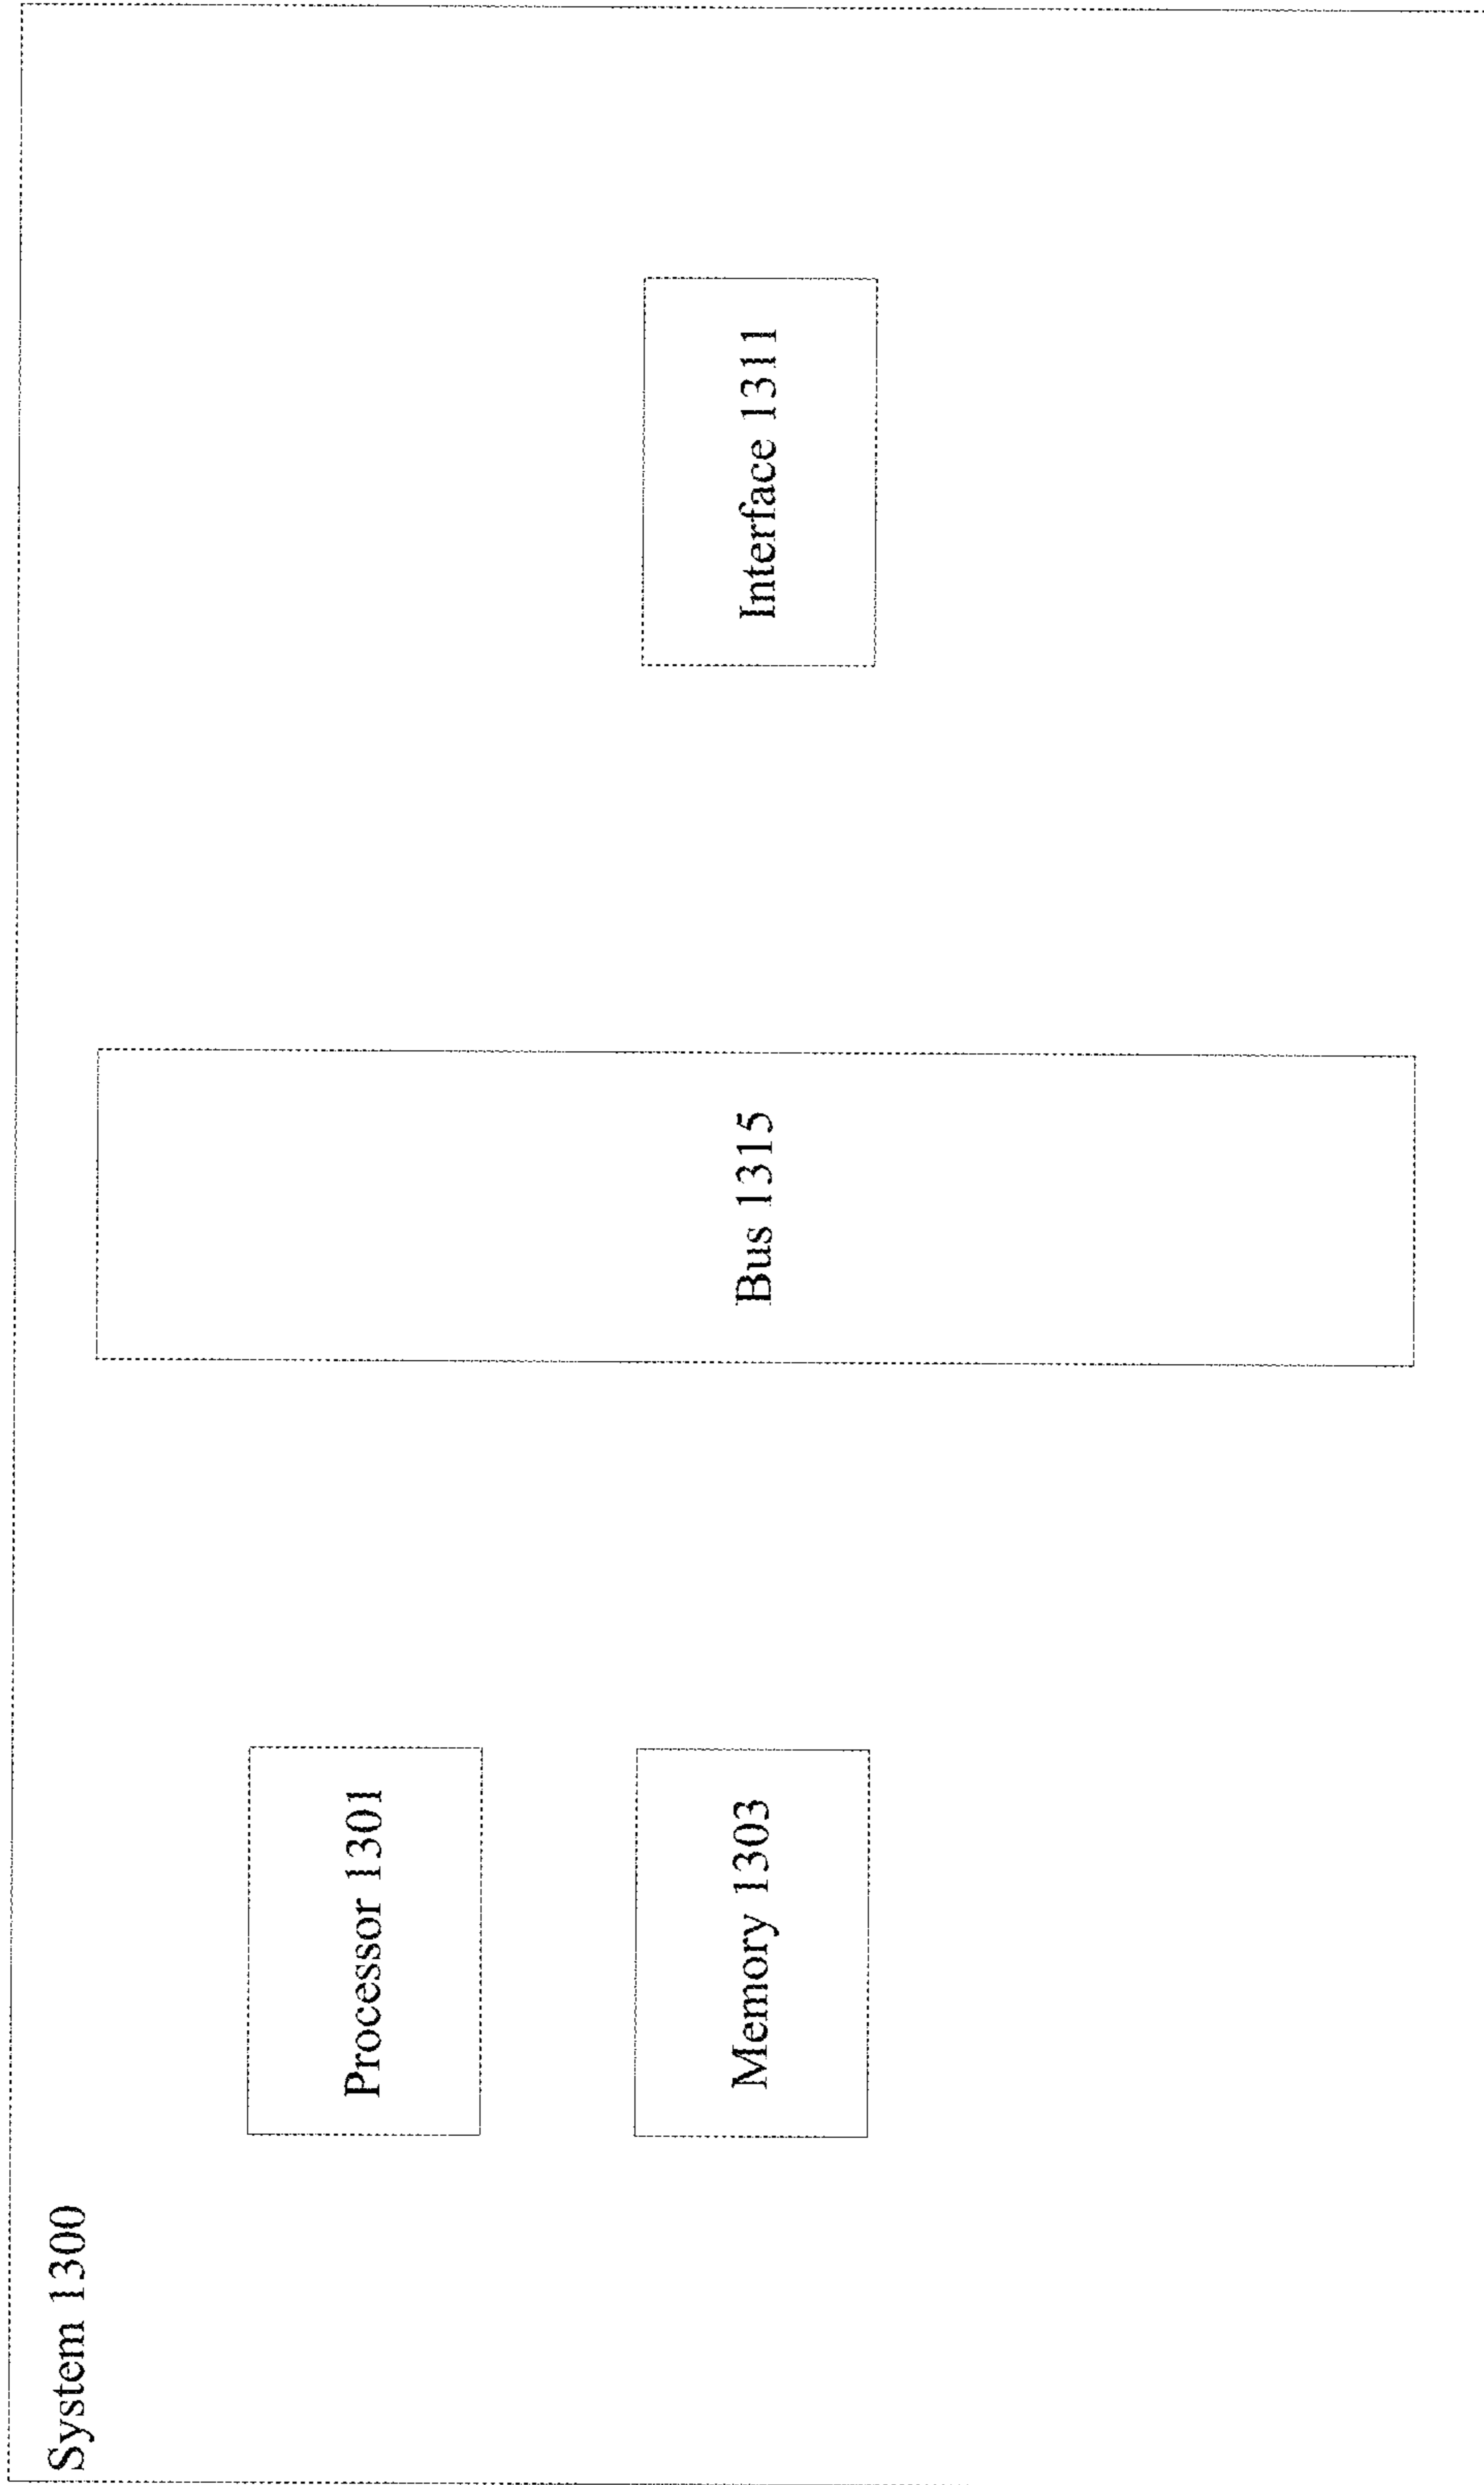 System 1300
Processor 1301
Memory 1303
Bus 1315
Interface 1311